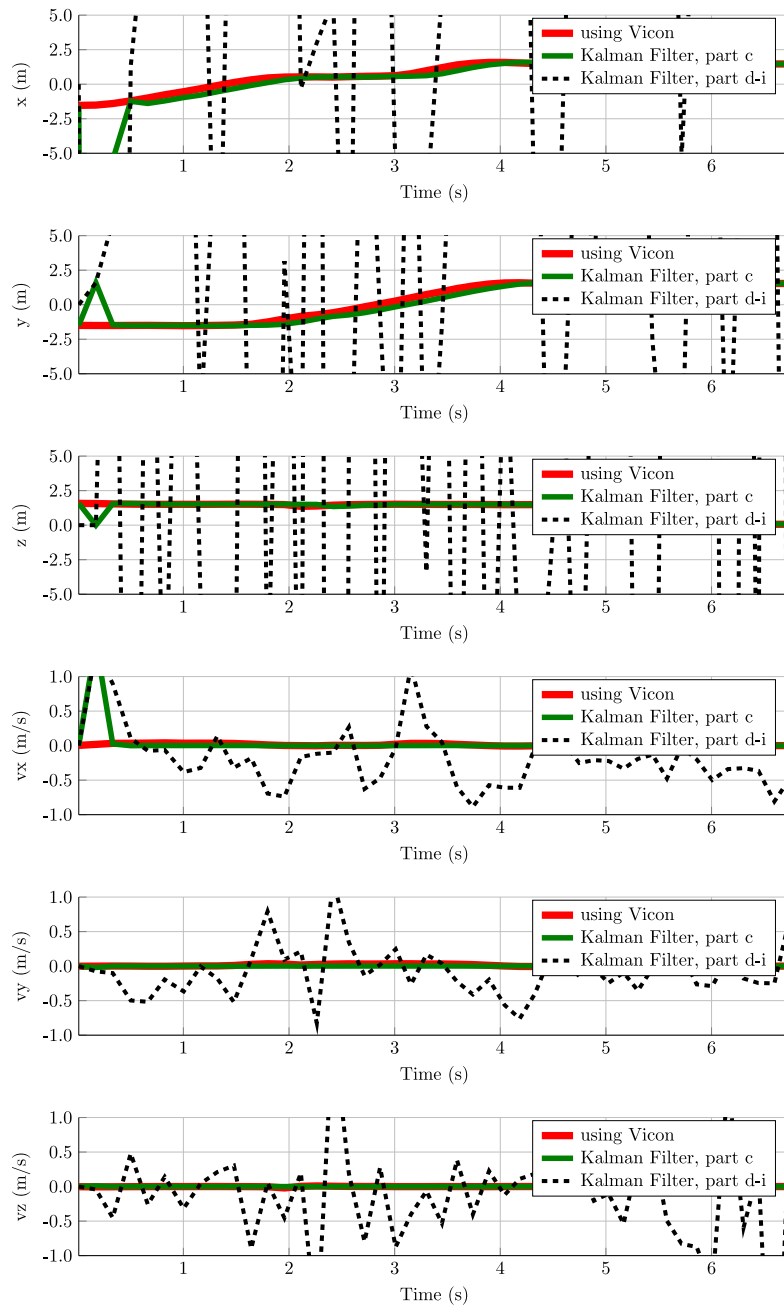 5.0
2.5
0.0
-2.5
-5.0
x (m)
using Vicon
Kalman Filter, part c
Kalman Filter, part d-i
1 2 3 4 5 6
Time (s)
5.0
2.5
0.0
-2.5
-5.0
y (m)
using Vicon
Kalman Filter, part c
Kalman Filter, part d-i
1 2 3 4 5 6
Time (s)
5.0
2.5
0.0
-2.5
-5.0
z (m)
using Vicon
Kalman Filter, part c
Kalman Filter, part d-i
1 2 3 4 5 6
Time (s)
1.0
0.5
0.0
-0.5
-1.0
vx (m/s)
using Vicon
Kalman Filter, part c
Kalman Filter, part d-i
1 2 3 4 5 6
Time (s)
1.0
0.5
0.0
-0.5
-1.0
vy (m/s)
using Vicon
Kalman Filter, part c
Kalman Filter, part d-i
1 2 3 4 5 6
Time (s)
1.0
0.5
0.0
-0.5
-1.0
vz (m/s)
using Vicon
Kalman Filter, part c
Kalman Filter, part d-i
1 2 3 4 5 6
Time (s)